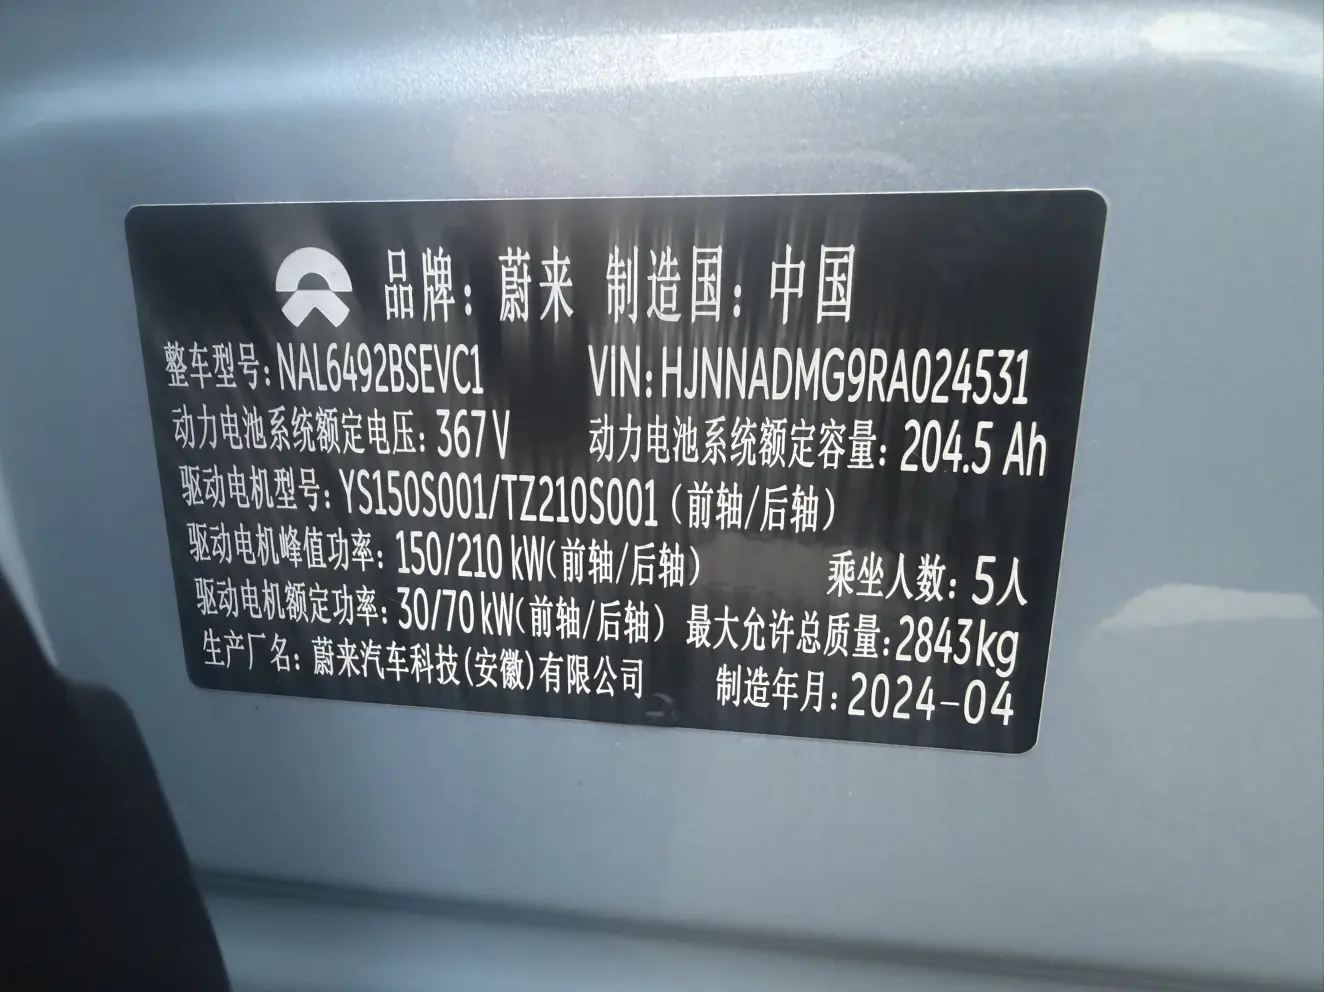 品牌：蔚来 制造国：中国
整车型号：NAL6492BSEVC1 VIN：HJNNADMG9RA024531
动力电池系统额定电压：367V 动力电池系统额定容量：204.5 Ah
驱动电机型号：YS150S001/TZ210S001（前轴/后轴）
驱动电机峰值功率：150/210 kW（前轴/后轴） 乘坐人数：5人
驱动电机额定功率：30/70 kW（前轴/后轴） 最大允许总质量：2843kg
生产厂名：蔚来汽车科技(安徽)有限公司 制造年月：2024-04